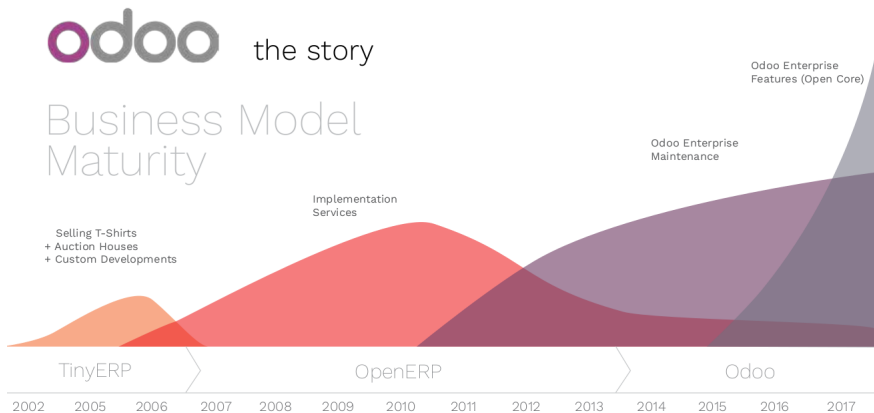 odoo the story
Business Model
Maturity
Odoo Enterprise
Features (Open Core)
Odoo Enterprise
Maintenance
Implementation
Services
Selling T-Shirts
+ Auction Houses
+ Custom Developments
TinyERP OpenERP Odoo
2002 2005 2006 2007 2008 2009 2010 2011 2012 2013 2014 2015 2016 2017